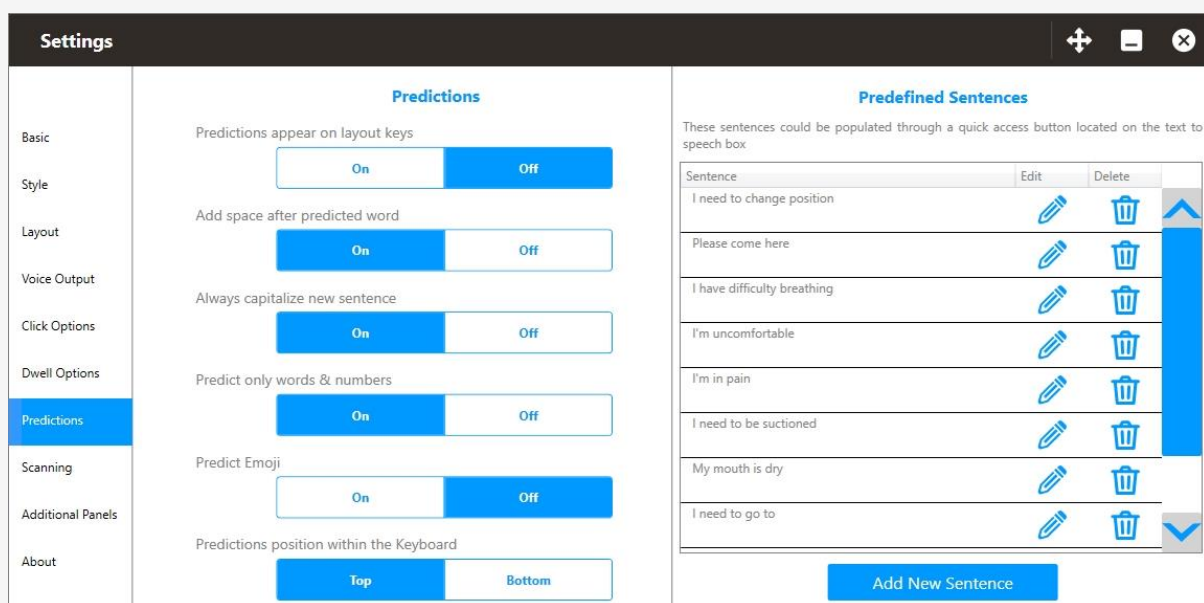 Settings
Basic
Style
Layout
Voice Output
Click Options
Dwell Options
Predictions
Scanning
Additional Panels
About
Predictions
Predictions appear on layout keys
On Off
Add space after predicted word
On Off
Always capitalize new sentence
On Off
Predict only words & numbers
On Off
Predict Emoji
On Off
Predictions position within the Keyboard
Top Bottom
Predefined Sentences
These sentences could be populated through a quick access button located on the text to
speech box
Sentence Edit Delete
I need to change position
Please come here
I have difficulty breathing
I'm uncomfortable
I'm in pain
I need to be suctioned
My mouth is dry
I need to go to
Add New Sentence